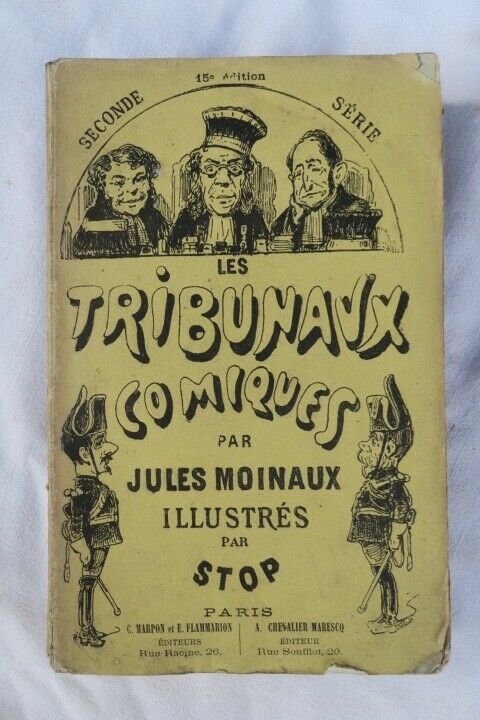 15e édition
SECONDE SÉRIE
LES
TRIBUNAUX
COMIQUES
PAR
JULES MOINAUX
ILLUSTRÉS
PAR
STOP
PARIS
C. MARPON et E. FLAMMARION
ÉDITEURS
Rue Racine, 26.
A. CHEVALIER MARESCQ
EDITEUR
Rue Soufflot, 20.